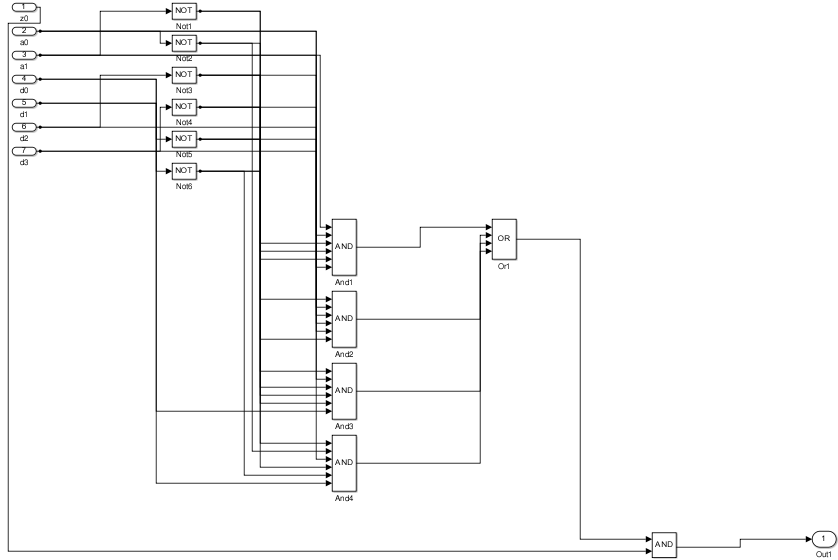 1
z0
2
a0
3
a1
4
d0
5
d1
6
d2
7
d3
NOT
Not1
NOT
Not2
NOT
Not3
NOT
Not4
NOT
Not5
NOT
Not6
AND
And1
AND
And2
AND
And3
AND
And4
OR
Or1
AND
1
Out1